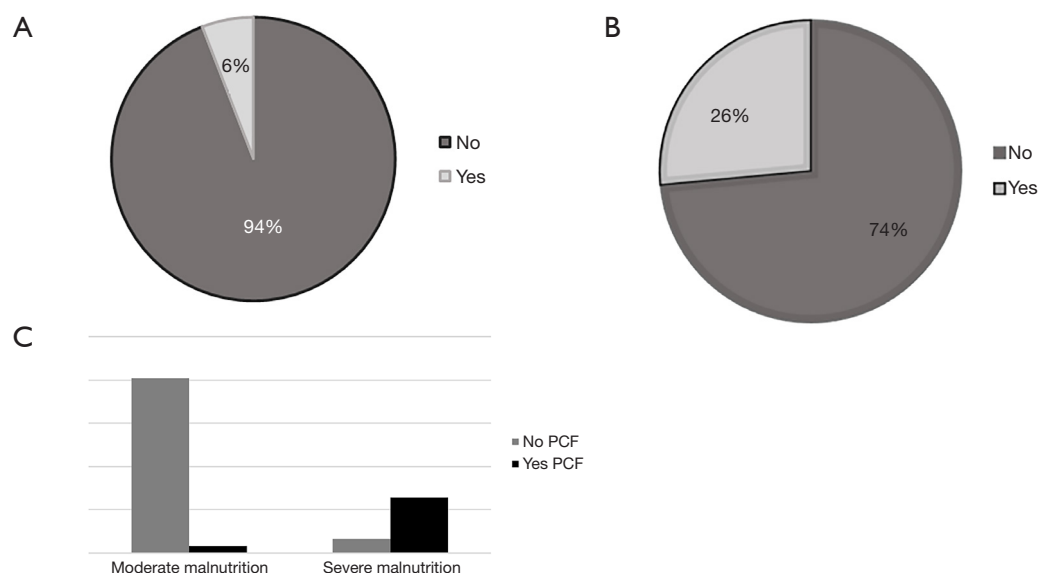 A
6%
94%
No
Yes
B
26%
74%
No
Yes
C
No PCF
Yes PCF
Moderate malnutrition
Severe malnutrition